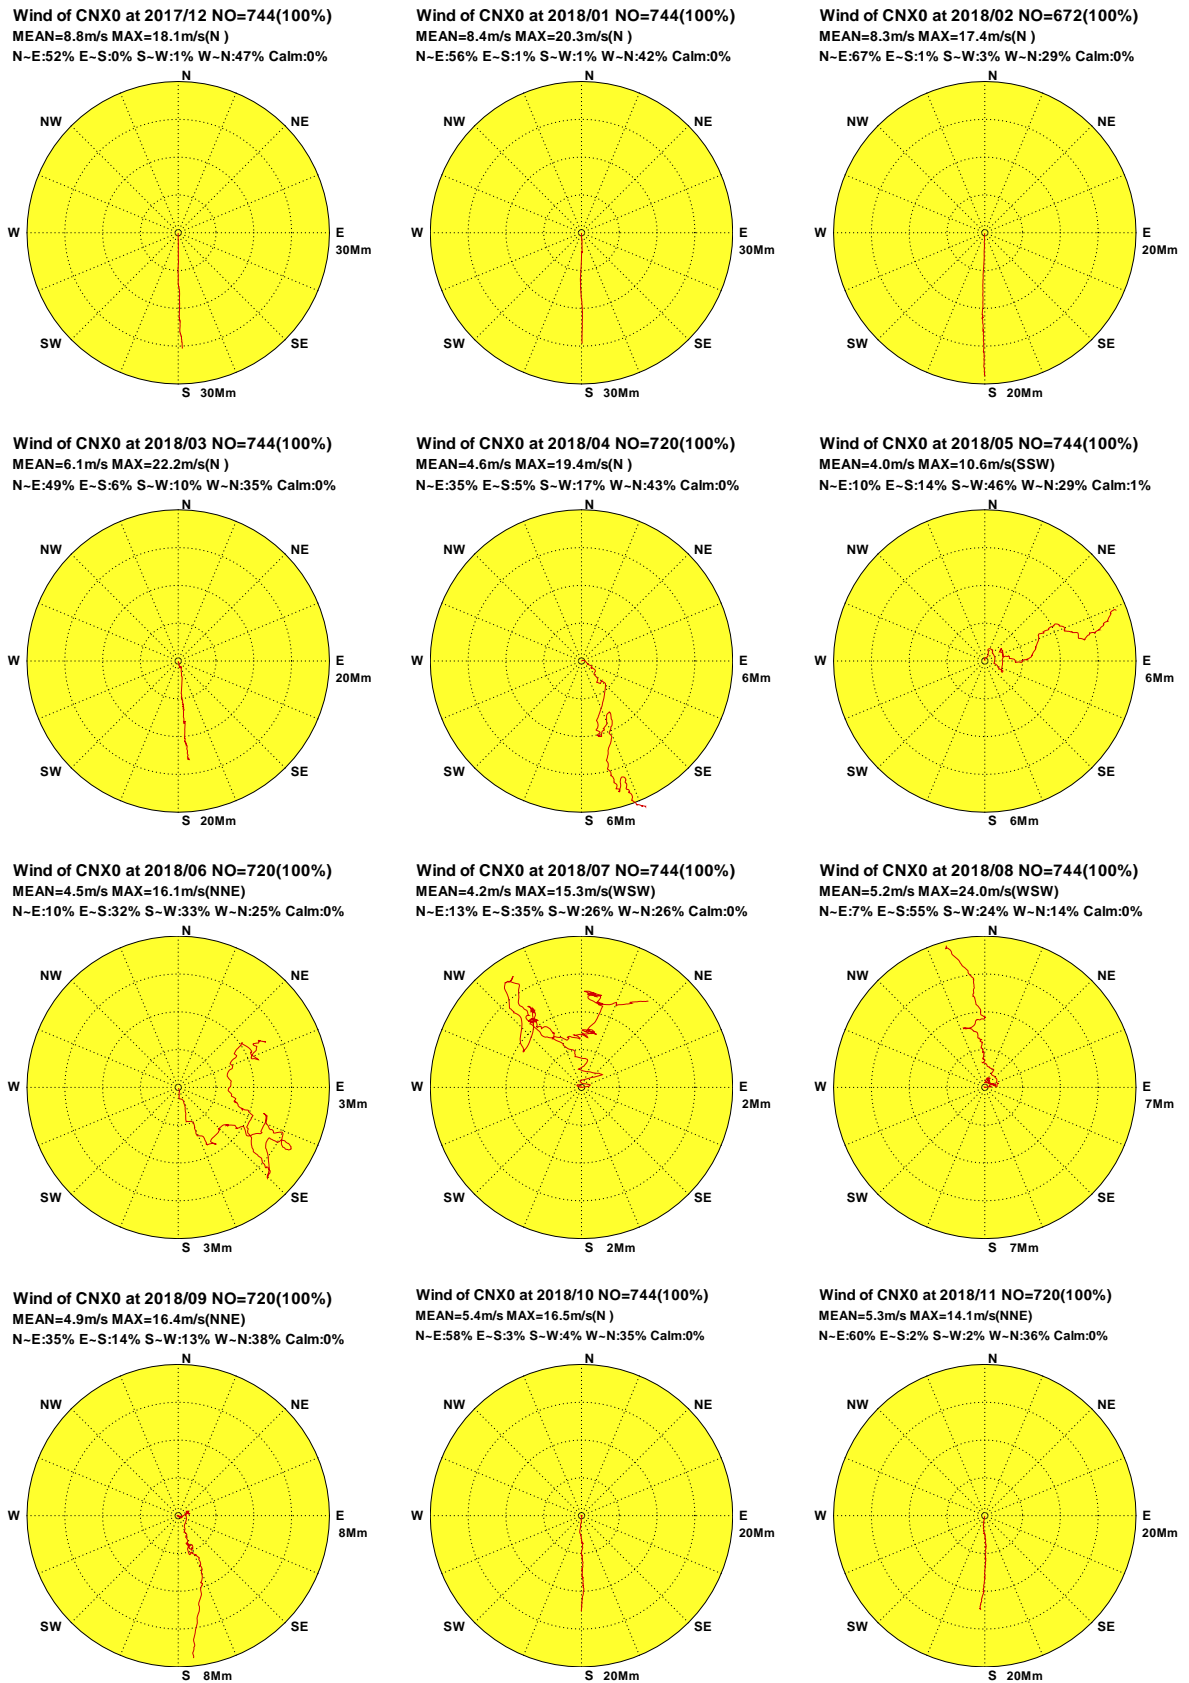 Wind of CNX0 at 2017/12 NO=744(100%)
MEAN=8.8m/s MAX=18.1m/s(N )
N~E:52% E~S:0% S~W:1% W~N:47% Calm:0%
N
NW
NE
W
E
30Mm
SW
SE
S 30Mm
Wind of CNX0 at 2018/01 NO=744(100%)
MEAN=8.4m/s MAX=20.3m/s(N )
N~E:56% E~S:1% S~W:1% W~N:42% Calm:0%
N
NW
NE
W
E
30Mm
SW
SE
S 30Mm
Wind of CNX0 at 2018/02 NO=672(100%)
MEAN=8.3m/s MAX=17.4m/s(N )
N~E:67% E~S:1% S~W:3% W~N:29% Calm:0%
N
NW
NE
W
E
20Mm
SW
SE
S 20Mm
Wind of CNX0 at 2018/03 NO=744(100%)
MEAN=6.1m/s MAX=22.2m/s(N )
N~E:49% E~S:6% S~W:10% W~N:35% Calm:0%
N
NW
NE
W
E
20Mm
SW
SE
S 20Mm
Wind of CNX0 at 2018/04 NO=720(100%)
MEAN=4.6m/s MAX=19.4m/s(N )
N~E:35% E~S:5% S~W:17% W~N:43% Calm:0%
N
NW
NE
W
E
6Mm
SW
SE
S 6Mm
Wind of CNX0 at 2018/05 NO=744(100%)
MEAN=4.0m/s MAX=10.6m/s(SSW)
N~E:10% E~S:14% S~W:46% W~N:29% Calm:1%
N
NW
NE
W
E
6Mm
SW
SE
S 6Mm
Wind of CNX0 at 2018/06 NO=720(100%)
MEAN=4.5m/s MAX=16.1m/s(NNE)
N~E:10% E~S:32% S~W:33% W~N:25% Calm:0%
N
NW
NE
W
E
3Mm
SW
SE
S 3Mm
Wind of CNX0 at 2018/07 NO=744(100%)
MEAN=4.2m/s MAX=15.3m/s(WSW)
N~E:13% E~S:35% S~W:26% W~N:26% Calm:0%
N
NW
NE
W
E
2Mm
SW
SE
S 2Mm
Wind of CNX0 at 2018/08 NO=744(100%)
MEAN=5.2m/s MAX=24.0m/s(WSW)
N~E:7% E~S:55% S~W:24% W~N:14% Calm:0%
N
NW
NE
W
E
7Mm
SW
SE
S 7Mm
Wind of CNX0 at 2018/09 NO=720(100%)
MEAN=4.9m/s MAX=16.4m/s(NNE)
N~E:35% E~S:14% S~W:13% W~N:38% Calm:0%
N
NW
NE
W
E
8Mm
SW
SE
S 8Mm
Wind of CNX0 at 2018/10 NO=744(100%)
MEAN=5.4m/s MAX=16.5m/s(N )
N~E:58% E~S:3% S~W:4% W~N:35% Calm:0%
N
NW
NE
W
E
20Mm
SW
SE
S 20Mm
Wind of CNX0 at 2018/11 NO=720(100%)
MEAN=5.3m/s MAX=14.1m/s(NNE)
N~E:60% E~S:2% S~W:2% W~N:36% Calm:0%
N
NW
NE
W
E
20Mm
SW
SE
S 20Mm